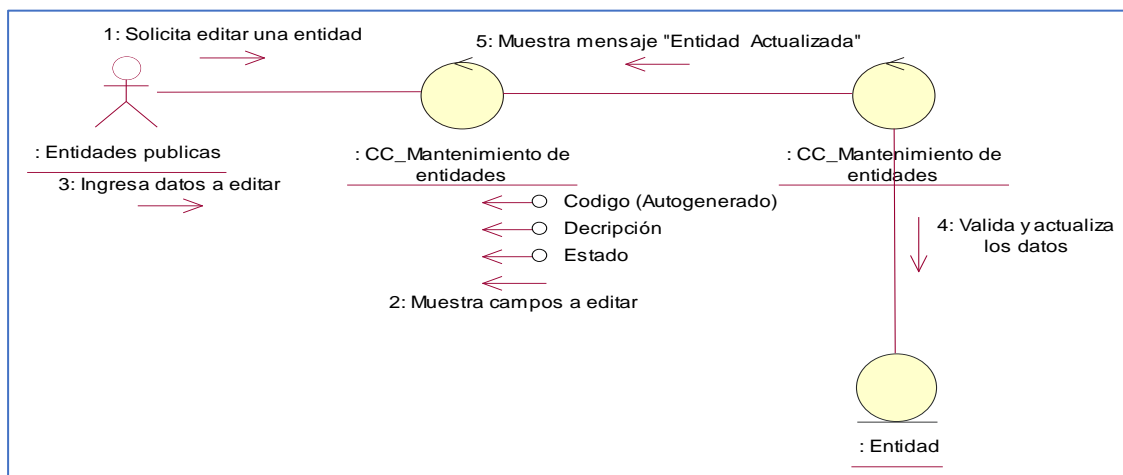 1: Solicita editar una entidad
5: Muestra mensaje "Entidad Actualizada"
: Entidades publicas
: CC_Mantenimiento de
entidades
: CC_Mantenimiento de
entidades
3: Ingresa datos a editar
Codigo (Autogenerado)
Decripción
Estado
2: Muestra campos a editar
4: Valida y actualiza
los datos
: Entidad